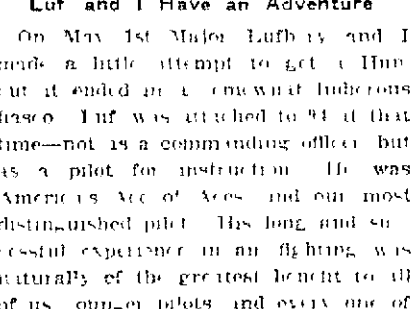 Luf and I Have an Adventure
On May 1st Major Lufbery and I
made a little attempt to get a Hun
but it ended in a somewhat ludicrous
fiasco. Luf was attached to 94 at that
time—not as a commanding officer but
as a pilot for instruction. He was
America's Ace of Aces and our most
distinguished pilot. His long and suc-
cessful experience in air fighting was
naturally of the greatest benefit to all
of us younger pilots and every one of